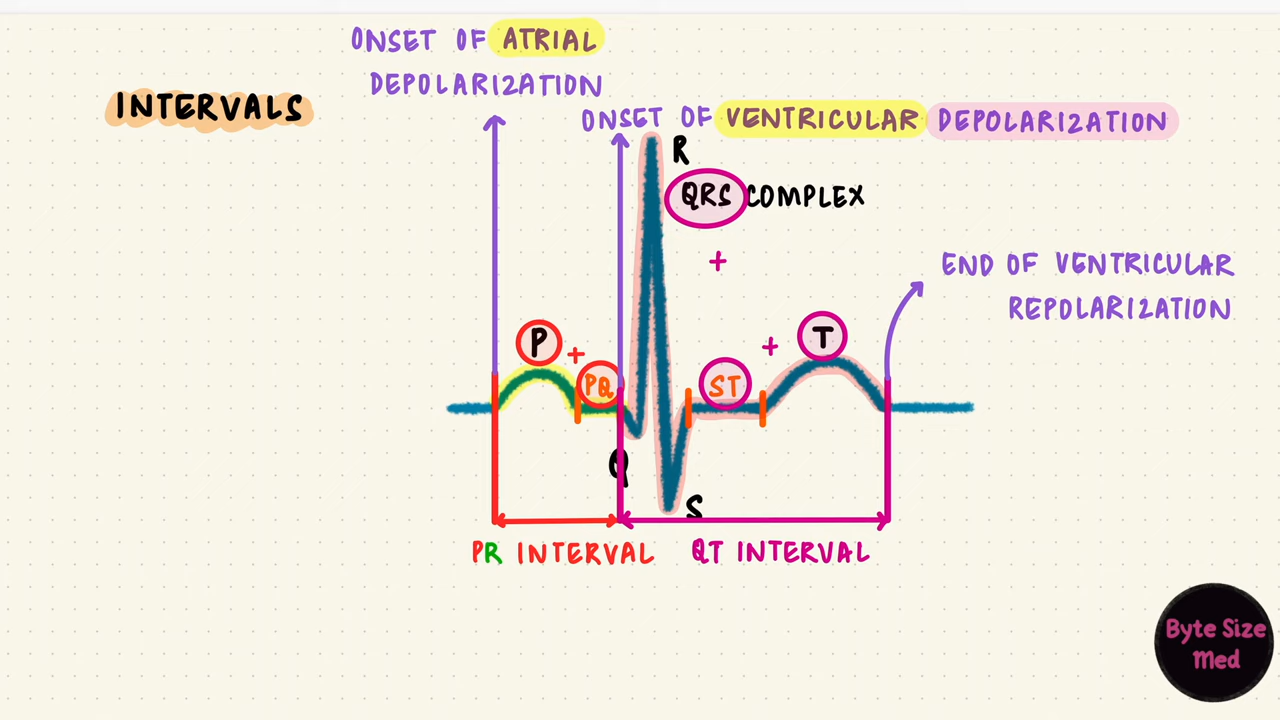 ONSET OF ATRIAL
DEPOLARIZATION
INTERVALS
ONSET OF VENTRICULAR DEPOLARIZATION
R
QRS COMPLEX
+
END OF VENTRICULAR
REPOLARIZATION
P
+
PQ
ST
+
T
Q
S
PR INTERVAL
QT INTERVAL
Byte Size
Med